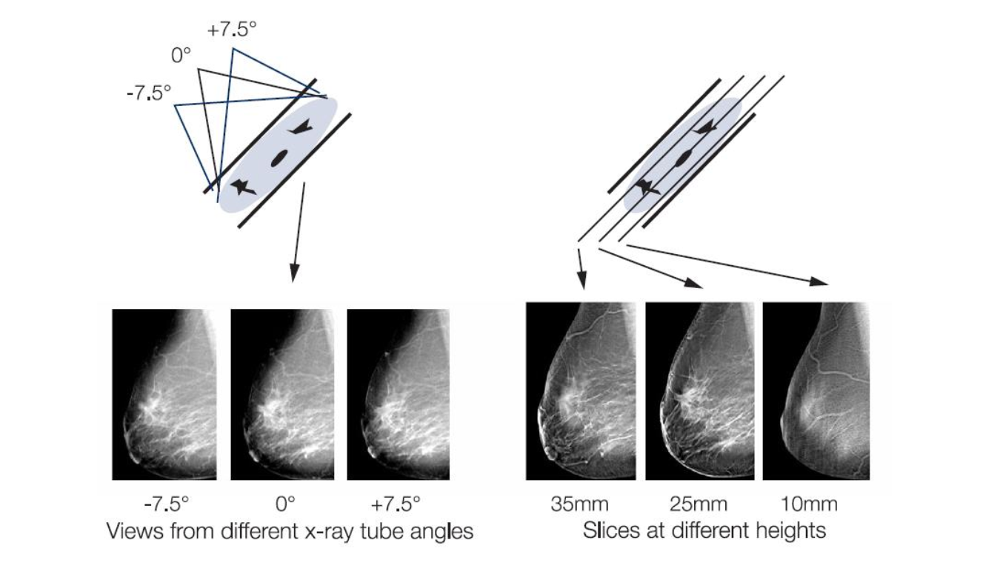 +7.5°
0°
-7.5°
-7.5° 0° +7.5°
Views from different x-ray tube angles
35mm 25mm 10mm
Slices at different heights